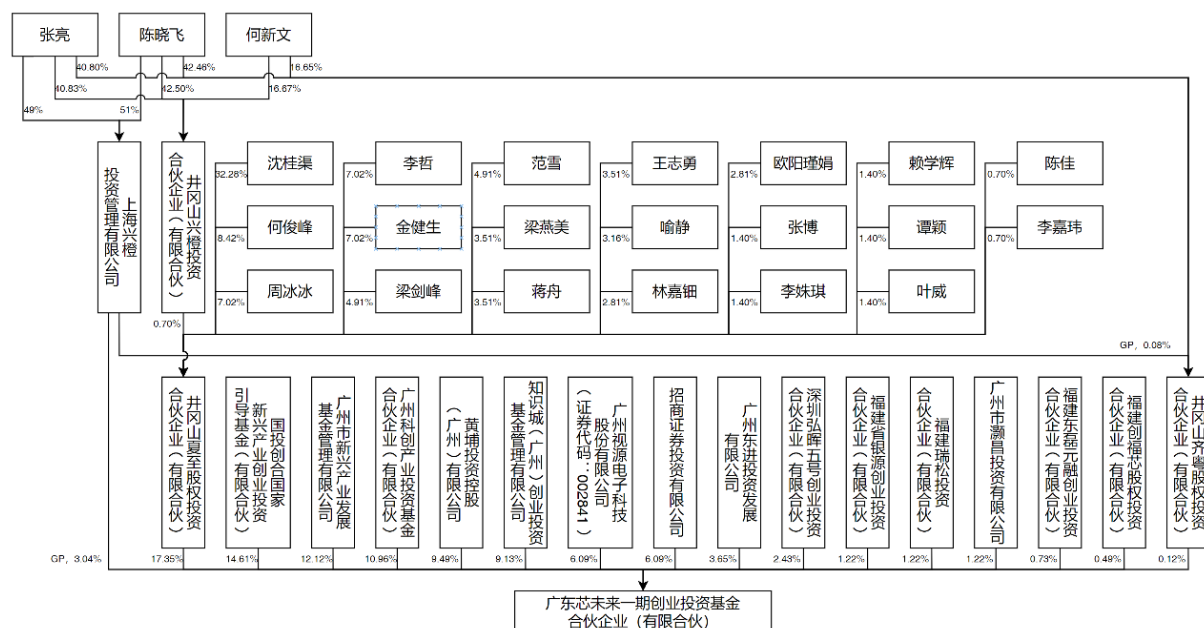 张亮
陈晓飞
何新文
40.80%
42.46%
16.65%
40.83%
42.50%
16.67%
49%
51%
上海兴橙
投资管理有限公司
井冈山兴橙投资
合伙企业（有限合伙）
沈桂渠
李哲
范雪
王志勇
欧阳瑾娟
赖学辉
陈佳
32.28%
7.02%
4.91%
3.51%
2.81%
1.40%
0.70%
何俊峰
金健生
梁燕美
喻静
张博
谭颖
李嘉玮
8.42%
7.02%
3.51%
3.16%
1.40%
1.40%
0.70%
周冰冰
梁剑峰
蒋舟
林嘉钿
李姝琪
叶威
7.02%
4.91%
3.51%
2.81%
1.40%
1.40%
0.70%
GP，0.08%
井冈山夏至股权投资
合伙企业（有限合伙）
国投创合国家
新兴产业创业投资
引导基金（有限合伙）
广州市新兴产业发展
基金管理有限公司
广州科创产业投资基金
合伙企业（有限合伙）
黄埔投资控股
（广州）有限公司
知识城（广州）创业投资
基金管理有限公司
广州视源电子科技
股份有限公司
（证券代码：002841）
招商证券投资有限公司
广州东进投资发展
有限公司
深圳弘晖五号创业投资
合伙企业（有限合伙）
福建省银源创业投资
合伙企业（有限合伙）
福建瑞松投资
合伙企业（有限合伙）
广州市灏昌投资有限公司
福建东磊元融创业投资
合伙企业（有限合伙）
福建创福芯股权投资
合伙企业（有限合伙）
井冈山齐粤股权投资
合伙企业（有限合伙）
GP，3.04%
17.35%
14.61%
12.12%
10.96%
9.49%
9.13%
6.09%
6.09%
3.65%
2.43%
1.22%
1.22%
1.22%
0.73%
0.49%
0.12%
广东芯未来一期创业投资基金
合伙企业（有限合伙）